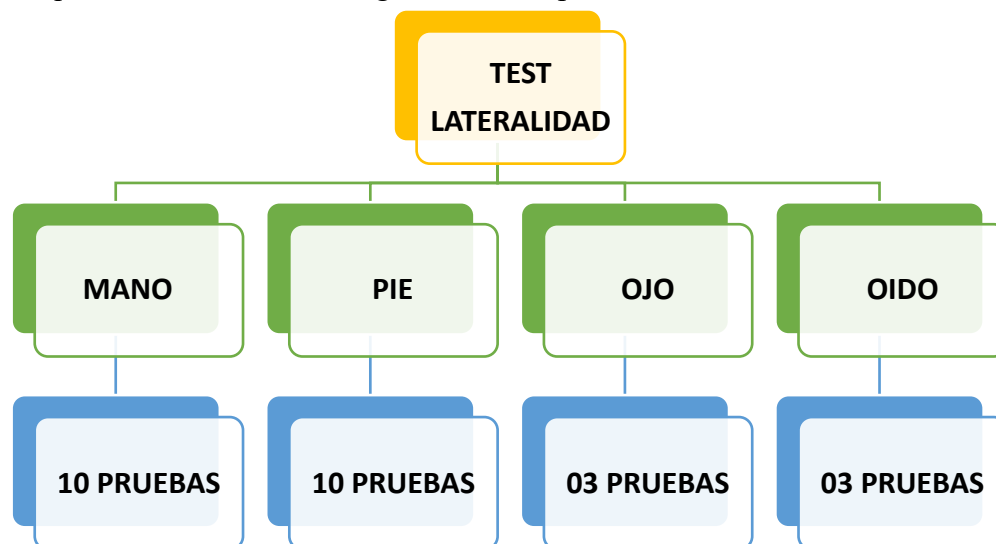 TEST
LATERALIDAD
MANO
PIE
OJO
OIDO
10 PRUEBAS
10 PRUEBAS
03 PRUEBAS
03 PRUEBAS